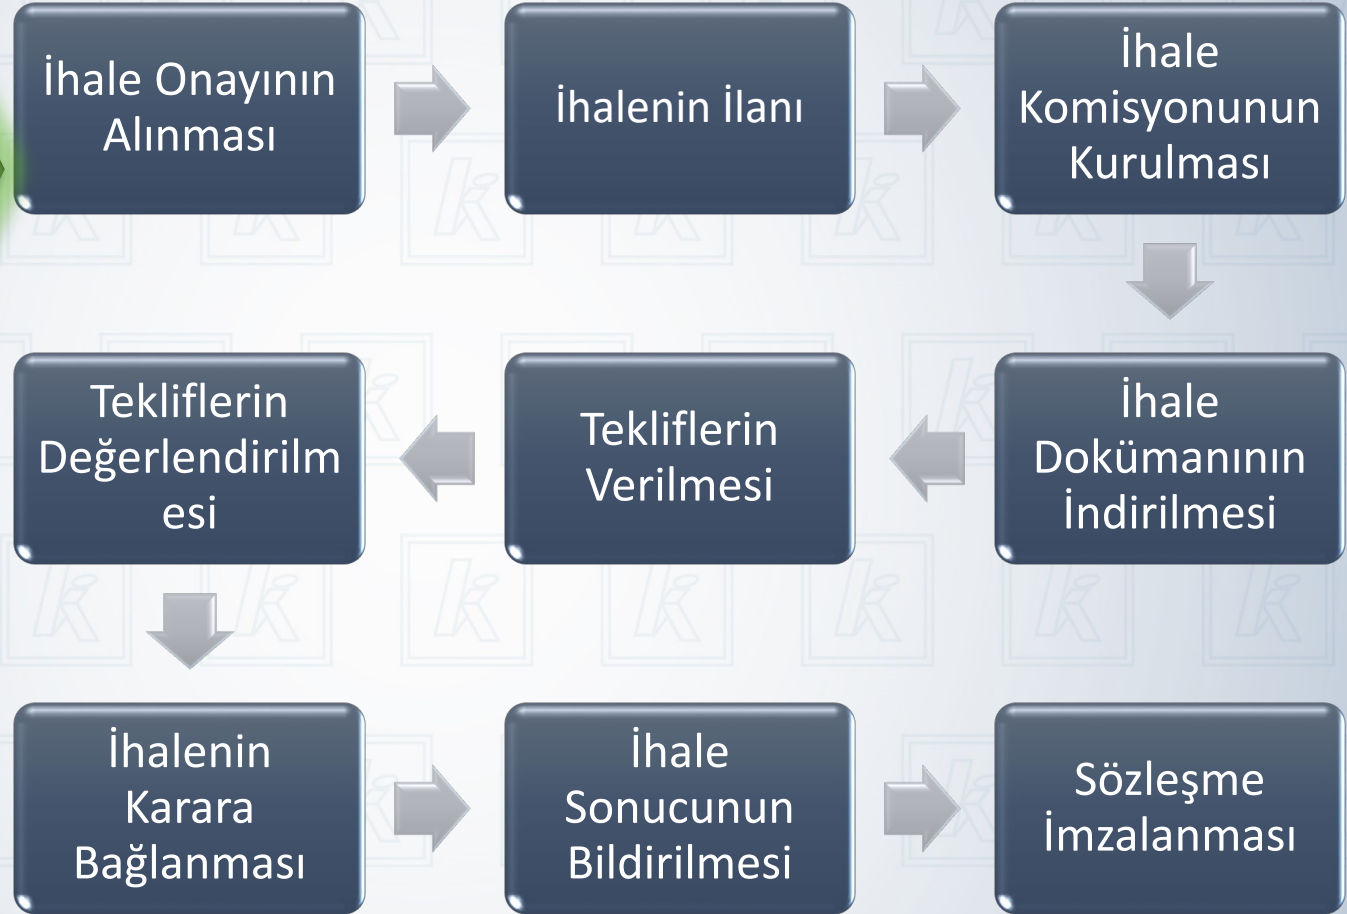 İhale Onayının
Alınması
İhalenin İlanı
İhale
Komisyonunun
Kurulması
İhale
Dokümanının
İndirilmesi
Tekliflerin
Verilmesi
Tekliflerin
Değerlendirilm
esi
İhalenin
Karara
Bağlanması
İhale
Sonucunun
Bildirilmesi
Sözleşme
İmzalanması